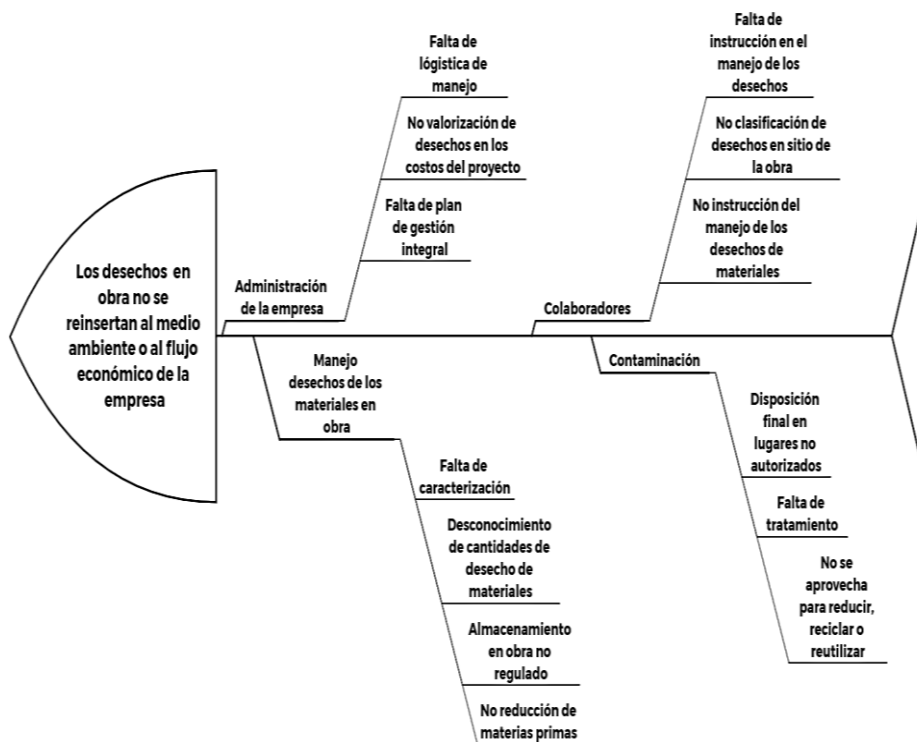 Los desechos en
obra no se
reinsertan al medio
ambiente o al flujo
económico de la
empresa
Administración
de la empresa
Falta de
lógistica de
manejo
No valorización de
desechos en los
costos del proyecto
Falta de plan
de gestión
integral
Colaboradores
Falta de
instrucción en el
manejo de los
desechos
No clasificación de
desechos en sitio de
la obra
No instrucción del
manejo de los
desechos de
materiales
Manejo
desechos de los
materiales en
obra
Falta de
caracterización
Desconocimiento
de cantidades de
desecho de
materiales
Almacenamiento
en obra no
regulado
No reducción de
materias primas
Contaminación
Disposición
final en
lugares no
autorizados
Falta de
tratamiento
No se
aprovecha
para reducir,
reciclar o
reutilizar